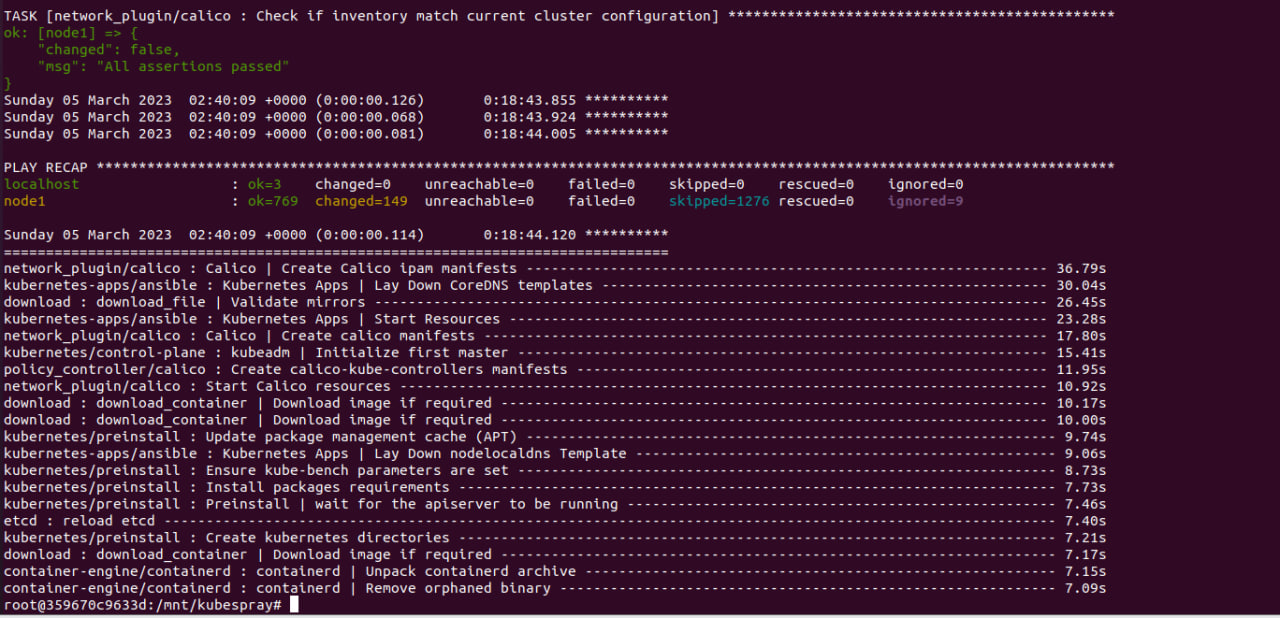 TASK [network_plugin/calico : Check if inventory match current cluster configuration] **********************************************
ok: [node1] => {
    "changed": false,
    "msg": "All assertions passed"
}
Sunday 05 March 2023  02:40:09 +0000 (0:00:00.126)       0:18:43.855 **********
Sunday 05 March 2023  02:40:09 +0000 (0:00:00.068)       0:18:43.924 **********
Sunday 05 March 2023  02:40:09 +0000 (0:00:00.081)       0:18:44.005 **********
PLAY RECAP *************************************************************************************************************************
localhost                  : ok=3    changed=0    unreachable=0    failed=0    skipped=0    rescued=0    ignored=0
node1                      : ok=769  changed=149  unreachable=0    failed=0    skipped=1276 rescued=0    ignored=9
Sunday 05 March 2023  02:40:09 +0000 (0:00:00.114)       0:18:44.120 **********
===============================================================================
network_plugin/calico : Calico | Create Calico ipam manifests -------------------------------------------------------------- 36.79s
kubernetes-apps/ansible : Kubernetes Apps | Lay Down CoreDNS templates ----------------------------------------------------- 30.04s
download : download_file | Validate mirrors -------------------------------------------------------------------------------- 26.45s
kubernetes-apps/ansible : Kubernetes Apps | Start Resources ---------------------------------------------------------------- 23.28s
network_plugin/calico : Calico | Create calico manifests ------------------------------------------------------------------- 17.80s
kubernetes/control-plane : kubeadm | Initialize first master --------------------------------------------------------------- 15.41s
policy_controller/calico : Create calico-kube-controllers manifests -------------------------------------------------------- 11.95s
network_plugin/calico : Start Calico resources ----------------------------------------------------------------------------- 10.92s
download : download_container | Download image if required ----------------------------------------------------------------- 10.17s
download : download_container | Download image if required ----------------------------------------------------------------- 10.00s
kubernetes/preinstall : Update package management cache (APT) --------------------------------------------------------------- 9.74s
kubernetes-apps/ansible : Kubernetes Apps | Lay Down nodelocaldns Template -------------------------------------------------- 9.06s
kubernetes/preinstall : Ensure kube-bench parameters are set ---------------------------------------------------------------- 8.73s
kubernetes/preinstall : Install packages requirements ----------------------------------------------------------------------- 7.73s
kubernetes/preinstall : Preinstall | wait for the apiserver to be running --------------------------------------------------- 7.46s
etcd : reload etcd ---------------------------------------------------------------------------------------------------------- 7.40s
kubernetes/preinstall : Create kubernetes directories ----------------------------------------------------------------------- 7.21s
download : download_container | Download image if required ------------------------------------------------------------------ 7.17s
container-engine/containerd : containerd | Unpack containerd archive -------------------------------------------------------- 7.15s
container-engine/containerd : containerd | Remove orphaned binary ----------------------------------------------------------- 7.09s
root@359670c9633d:/mnt/kubespray#